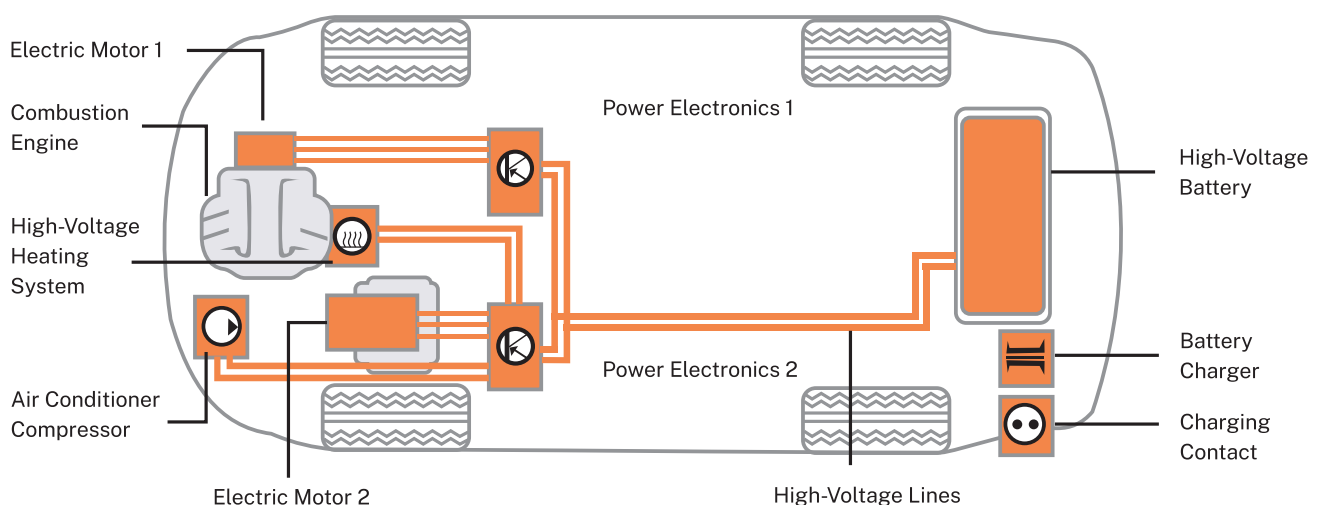 Electric Motor 1
Combustion
Engine
High-Voltage
Heating
System
Air Conditioner
Compressor
Electric Motor 2
Power Electronics 1
Power Electronics 2
High-Voltage Lines
High-Voltage
Battery
Battery
Charger
Charging
Contact